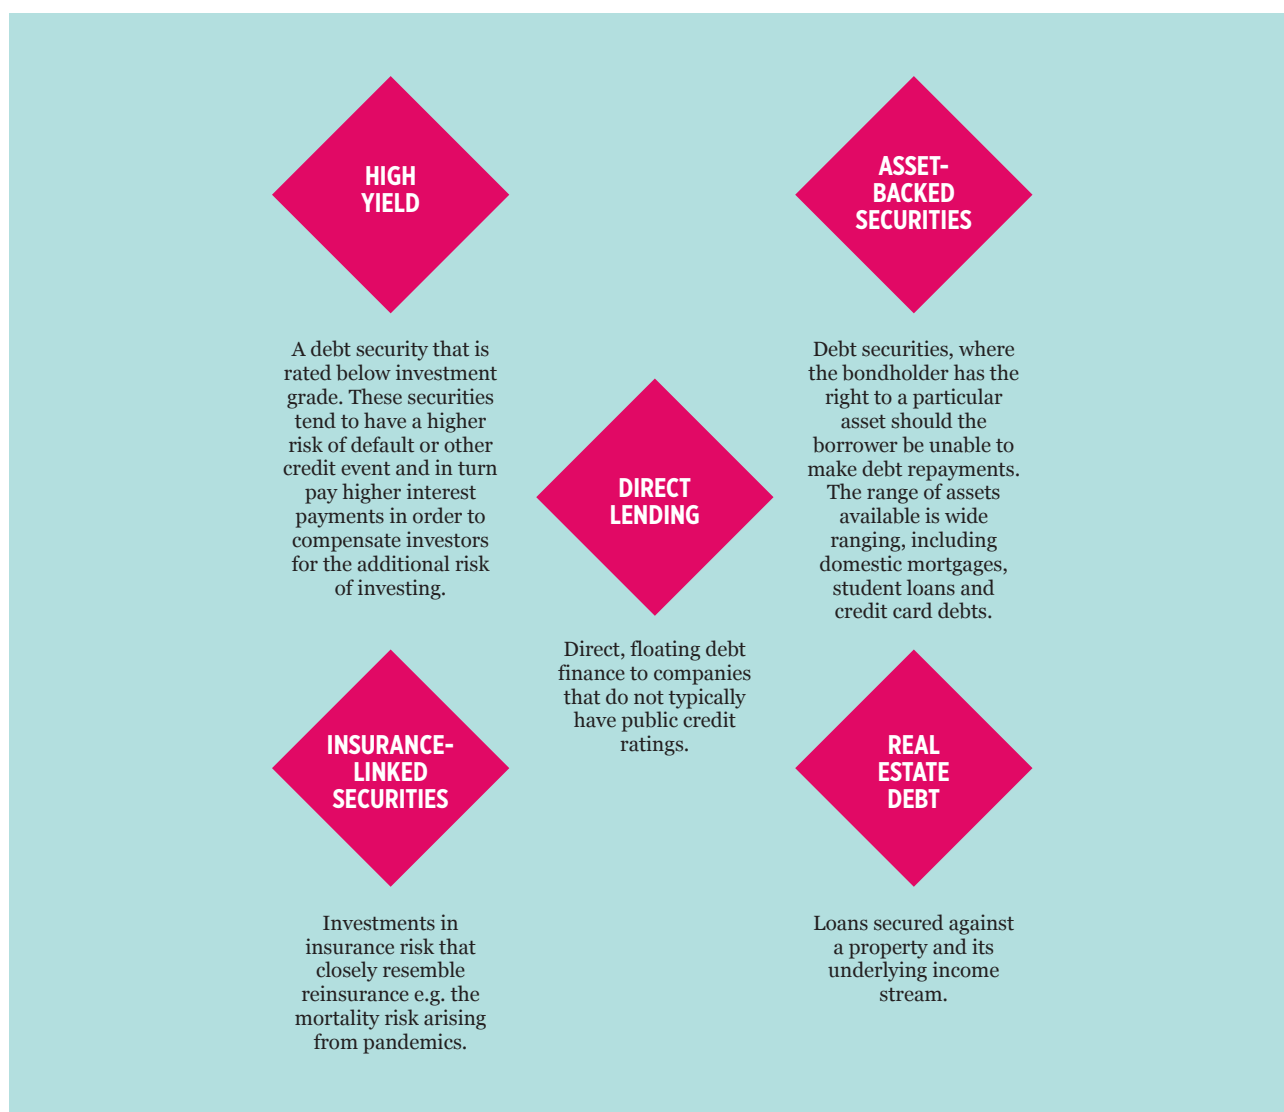 HIGH
YIELD
A debt security that is
rated below investment
grade. These securities
tend to have a higher
risk of default or other
credit event and in turn
pay higher interest
payments in order to
compensate investors
for the additional risk
of investing.
ASSET-
BACKED
SECURITIES
Debt securities, where
the bondholder has the
right to a particular
asset should the
borrower be unable to
make debt repayments.
The range of assets
available is wide
ranging, including
domestic mortgages,
student loans and
credit card debts.
DIRECT
LENDING
Direct, floating debt
finance to companies
that do not typically
have public credit
ratings.
INSURANCE-
LINKED
SECURITIES
Investments in
insurance risk that
closely resemble
reinsurance e.g. the
mortality risk arising
from pandemics.
REAL
ESTATE
DEBT
Loans secured against
a property and its
underlying income
stream.